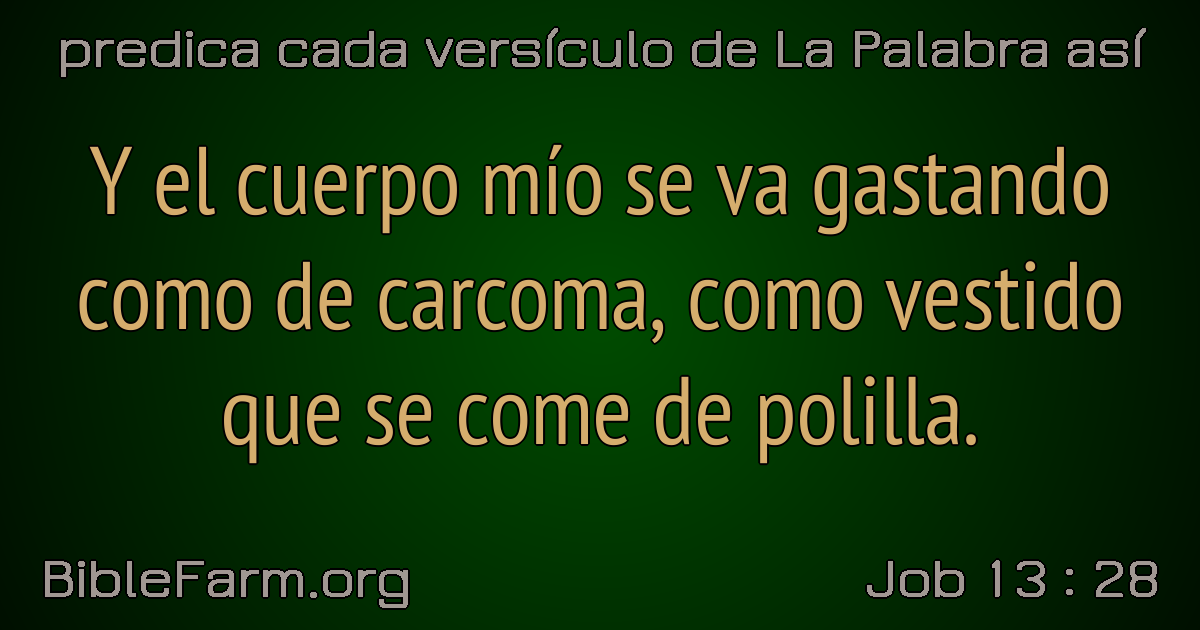 predica cada versículo de La Palabra así
Y el cuerpo mío se va gastando
como de carcoma, como vestido
que se come de polilla.
BibleFarm.org
Job 13 : 28